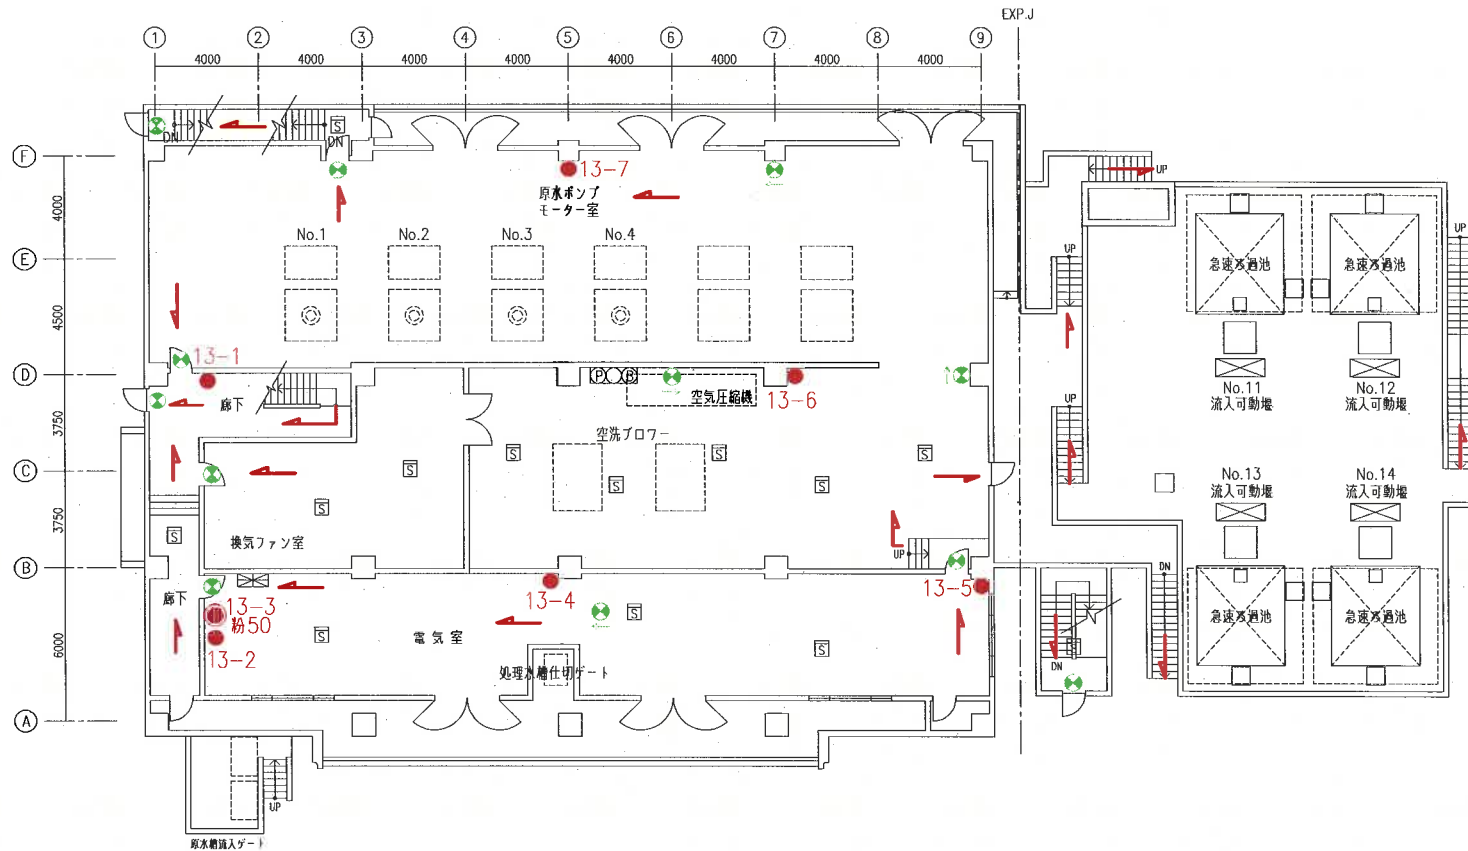 EXP.J
① ② ③ ④ ⑤ ⑥ ⑦ ⑧ ⑨
4000 4000 4000 4000 4000 4000 4000 4000
DN
S
DN
Ⓕ
13-7
原水ポンプ
モーター室
UP
4000
No.1 No.2 No.3 No.4
UP
UP
Ⓔ
急速ろ過池 急速ろ過池
4500
13-1
Ⓓ
P B
空気圧縮機
13-6
No.11
流入可動堰
No.12
流入可動堰
廊下
UP
3750
空洗ブロワー
S S S S
Ⓒ
S S
No.13
流入可動堰
No.14
流入可動堰
S
3750
S
換気ファン室
UP
Ⓑ
DN
廊下
13-3
粉50
13-2
13-4
13-5
S
S
S
電気室
処理水槽仕切ゲート
急速ろ過池 急速ろ過池
6000
DN
Ⓐ
UP
原水槽流入ゲート